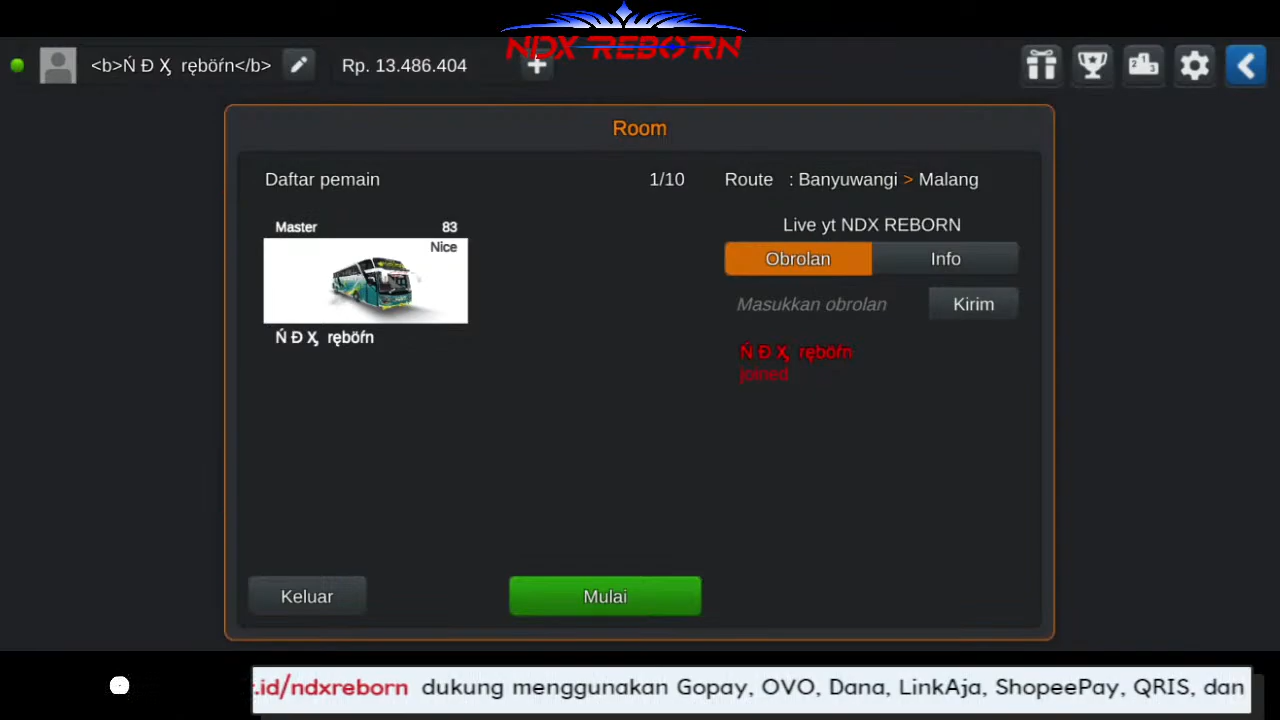 NDX REBORN
<b>Ń Đ Ҳ ręböŕn</b>
Rp. 13.486.404
Room
Daftar pemain
1/10
Route : Banyuwangi > Malang
Master
83
Nice
Ń Đ Ҳ ręböŕn
Live yt NDX REBORN
Obrolan
Info
Masukkan obrolan
Kirim
Ń Đ Ҳ ręböŕn
joined
Keluar
Mulai
.id/ndxreborn dukung menggunakan Gopay, OVO, Dana, LinkAja, ShopeePay, QRIS, dan